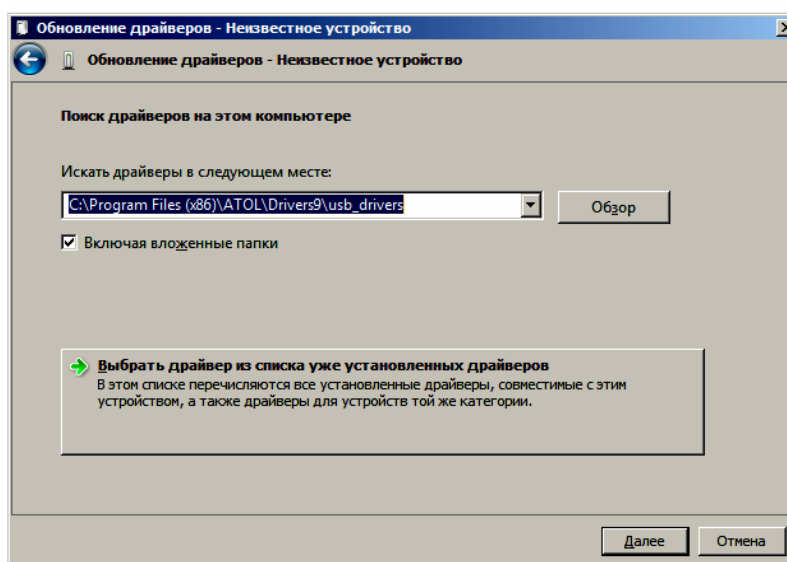 Обновление драйверов - Неизвестное устройство
Обновление драйверов - Неизвестное устройство
Поиск драйверов на этом компьютере
Искать драйверы в следующем месте:
C:\Program Files (x86)\ATOL\Drivers9\usb_drivers
Обзор
Включая вложенные папки
Выбрать драйвер из списка уже установленных драйверов
В этом списке перечисляются все установленные драйверы, совместимые с этим
устройством, а также драйверы для устройств той же категории.
Далее
Отмена